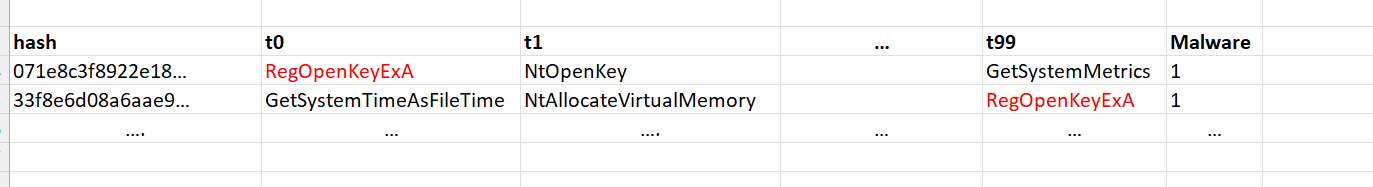 hash t0 t1 ... t99 Malware
071e8c3f8922e18... RegOpenKeyExA NtOpenKey GetSystemMetrics 1
33f8e6d08a6aae9... GetSystemTimeAsFileTime NtAllocateVirtualMemory RegOpenKeyExA 1
.... ... .... ... ... ...